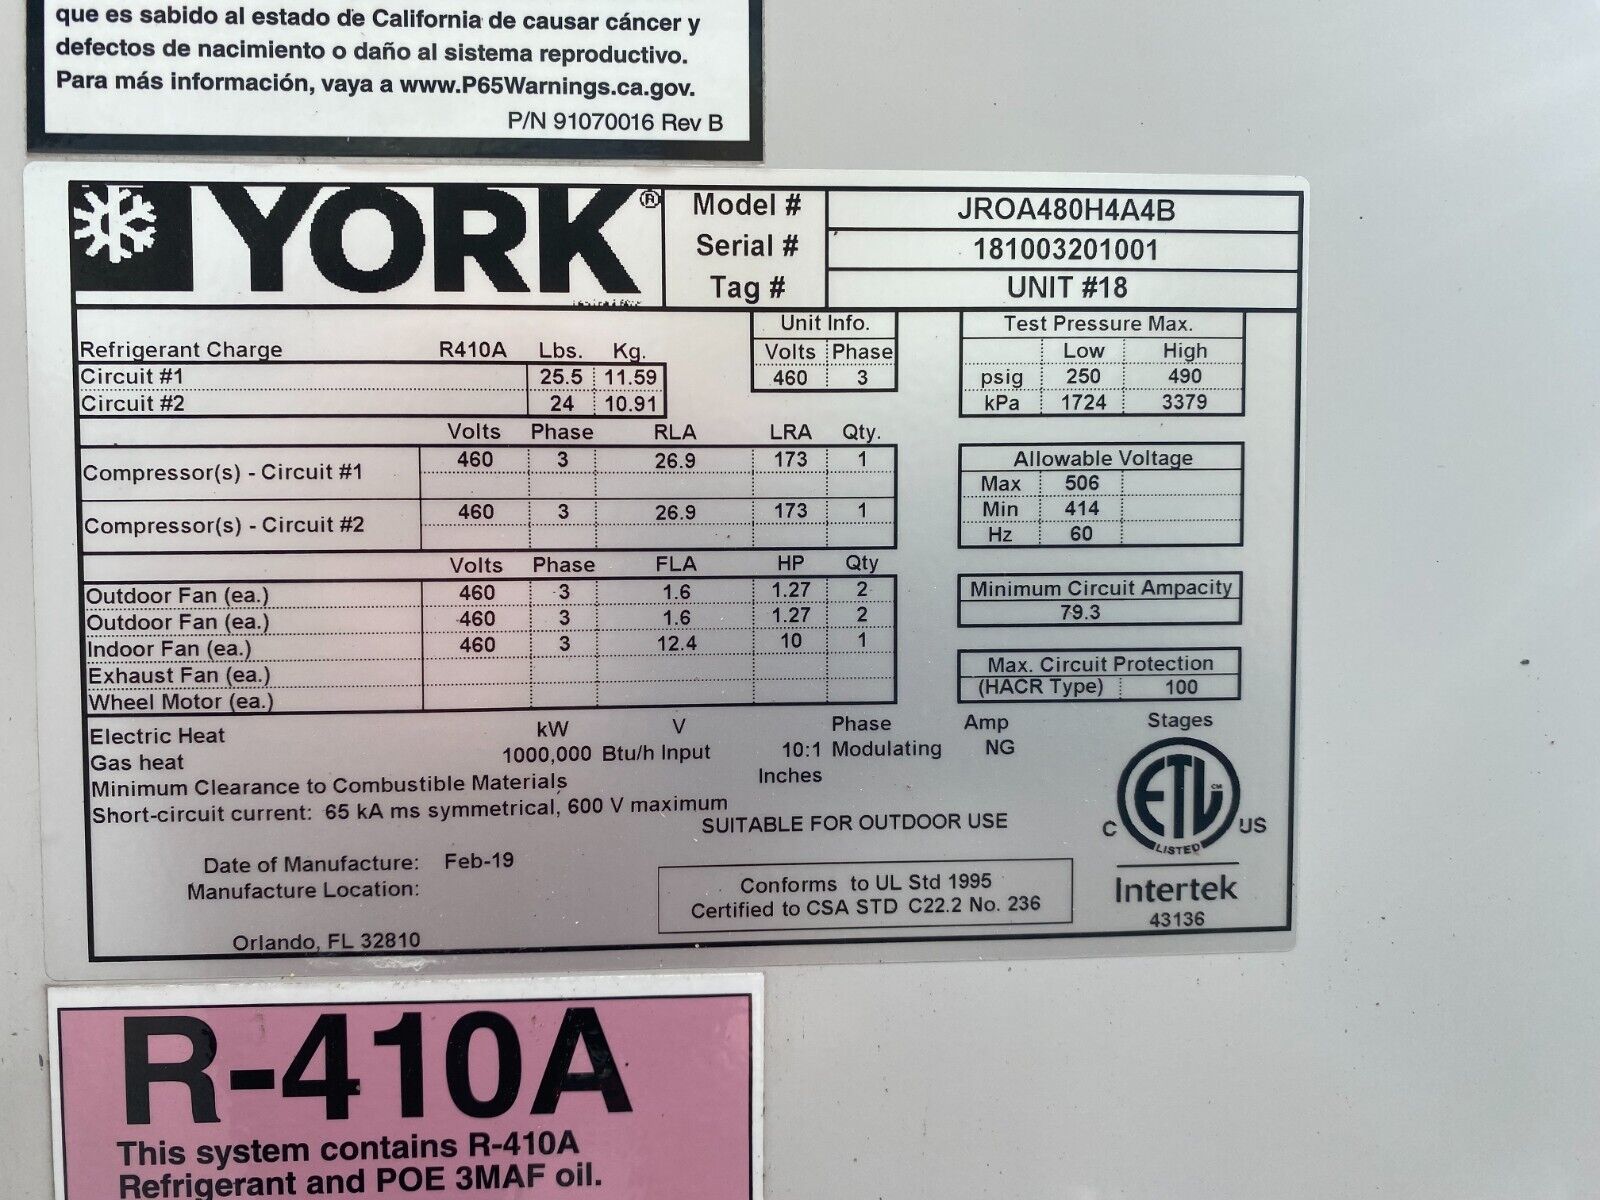 que es sabido al estado de California de causar cáncer y
defectos de nacimiento o daño al sistema reproductivo.
Para más información, vaya a www.P65Warnings.ca.gov.
P/N 91070016 Rev B
YORK®
Model # JROA480H4A4B
Serial # 181003201001
Tag # UNIT #18
Refrigerant Charge R410A Lbs. Kg.
Circuit #1 25.5 11.59
Circuit #2 24 10.91
Unit Info.
Volts Phase
460 3
Test Pressure Max.
Low High
psig 250 490
kPa 1724 3379
Volts Phase RLA LRA Qty.
Compressor(s) - Circuit #1 460 3 26.9 173 1
Compressor(s) - Circuit #2 460 3 26.9 173 1
Allowable Voltage
Max 506
Min 414
Hz 60
Volts Phase FLA HP Qty
Outdoor Fan (ea.) 460 3 1.6 1.27 2
Outdoor Fan (ea.) 460 3 1.6 1.27 2
Indoor Fan (ea.) 460 3 12.4 10 1
Exhaust Fan (ea.)
Wheel Motor (ea.)
Minimum Circuit Ampacity
79.3
Max. Circuit Protection
(HACR Type) 100
Electric Heat kW V Phase Amp Stages
Gas heat 1000,000 Btu/h Input 10:1 Modulating NG
Minimum Clearance to Combustible Materials Inches
Short-circuit current: 65 kA ms symmetrical, 600 V maximum
SUITABLE FOR OUTDOOR USE
Date of Manufacture: Feb-19
Manufacture Location:
Orlando, FL 32810
Conforms to UL Std 1995
Certified to CSA STD C22.2 No. 236
ETL CM
LISTED
C US
Intertek
43136
R-410A
This system contains R-410A
Refrigerant and POE 3MAF oil.